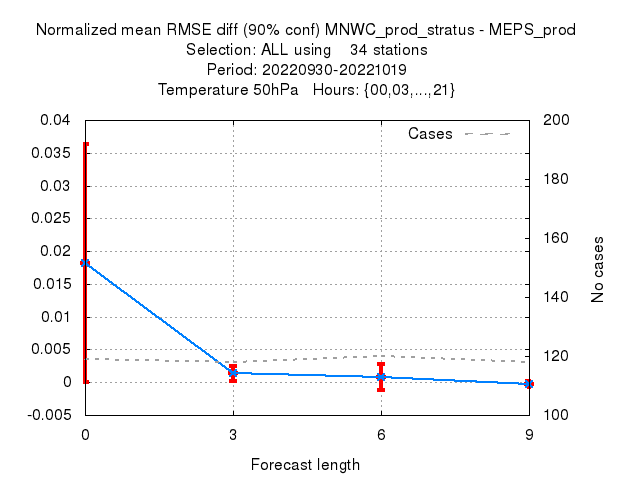 Normalized mean RMSE diff (90% conf) MNWC_prod_stratus - MEPS_prod
Selection: ALL using    34 stations
Period: 20220930-20221019
Temperature 50hPa   Hours: {00,03,...,21}
0.04
0.035
0.03
0.025
0.02
0.015
0.01
0.005
0
-0.005
Cases
200
180
160
140
120
100
No cases
0 3 6 9
Forecast length